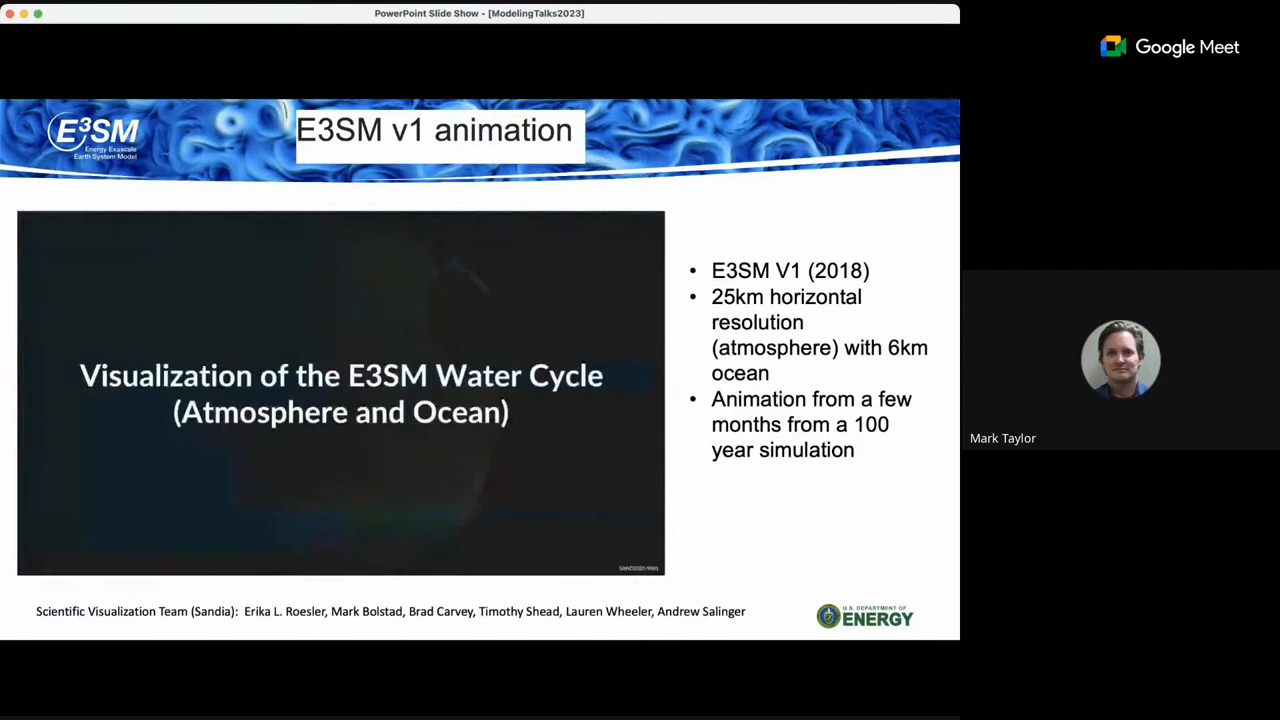 PowerPoint Slide Show - [ModelingTalks2023]
Google Meet
E3SM
Energy Exascale
Earth System Model
E3SM v1 animation
Visualization of the E3SM Water Cycle
(Atmosphere and Ocean)
• E3SM V1 (2018)
• 25km horizontal
resolution
(atmosphere) with 6km
ocean
• Animation from a few
months from a 100
year simulation
Mark Taylor
Scientific Visualization Team (Sandia): Erika L. Roesler, Mark Bolstad, Brad Carvey, Timothy Shead, Lauren Wheeler, Andrew Salinger
U.S. DEPARTMENT OF
ENERGY